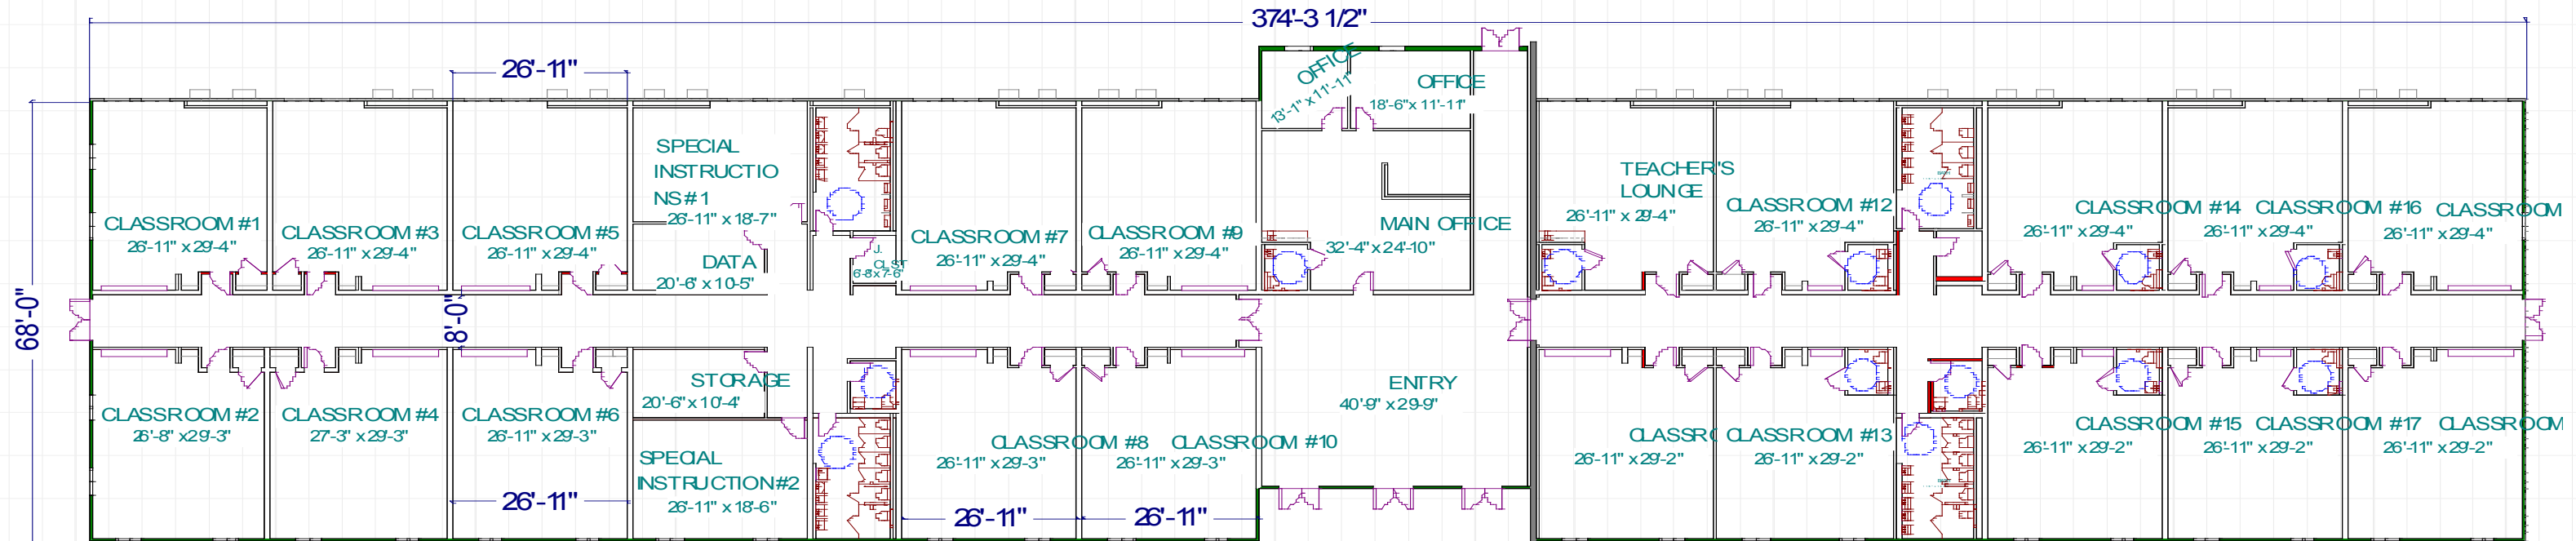 374'-3 1/2"
26'-11"
68'-0"
8'-0"
OFFICE
13'-1" x 11'-11"
OFFICE
18'-6" x 11'-11"
CLASSROOM #1
26'-11" x 29'-4"
CLASSROOM #3
26'-11" x 29'-4"
CLASSROOM #5
26'-11" x 29'-4"
SPECIAL
INSTRUCTIO
NS #1
26'-11" x 18'-7"
DATA
20'-6" x 10'-5"
J.
CLST
6'-8" x 7'-6"
CLASSROOM #7
26'-11" x 29'-4"
CLASSROOM #9
26'-11" x 29'-4"
MAIN OFFICE
32'-4" x 24'-10"
TEACHER'S
LOUNGE
26'-11" x 29'-4"
CLASSROOM #12
26'-11" x 29'-4"
CLASSROOM #14
26'-11" x 29'-4"
CLASSROOM #16
26'-11" x 29'-4"
CLASSROOM
26'-11" x 29'-4"
CLASSROOM #2
26'-8" x 29'-3"
CLASSROOM #4
27'-3" x 29'-3"
CLASSROOM #6
26'-11" x 29'-3"
STORAGE
20'-6" x 10'-4'
SPECIAL
INSTRUCTION #2
26'-11" x 18'-6"
CLASSROOM #8
26'-11" x 29'-3"
CLASSROOM #10
26'-11" x 29'-3"
ENTRY
40'-9" x 29'-9"
CLASSRO
26'-11" x 29'-2"
CLASSROOM #13
26'-11" x 29'-2"
CLASSROOM #15
26'-11" x 29'-2"
CLASSROOM #17
26'-11" x 29'-2"
CLASSROOM
26'-11" x 29'-2"
26'-11"
26'-11"
26'-11"